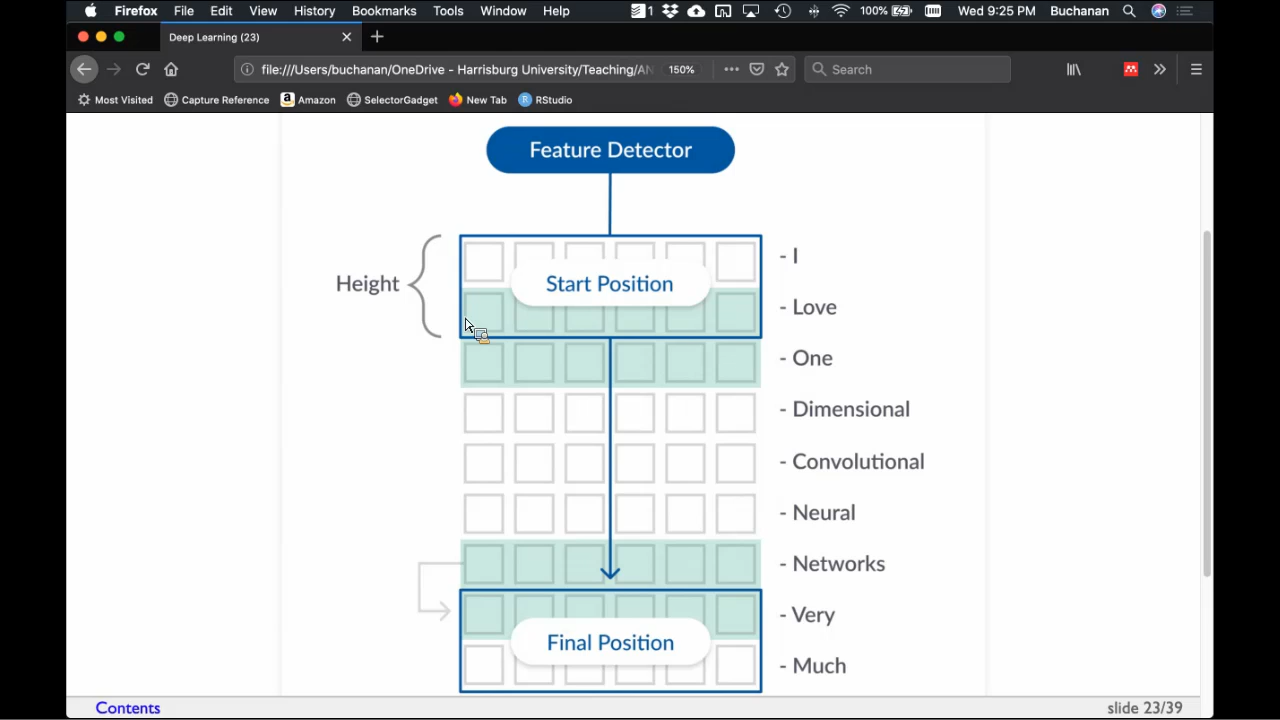 Firefox File Edit View History Bookmarks Tools Window Help 1 100% Wed 9:25 PM Buchanan
Deep Learning (23)
file:///Users/buchanan/OneDrive - Harrisburg University/Teaching/AN 150% Search
Most Visited Capture Reference Amazon SelectorGadget New Tab RStudio
Feature Detector
- I
Height
Start Position
- Love
- One
- Dimensional
- Convolutional
- Neural
- Networks
- Very
Final Position
- Much
Contents slide 23/39